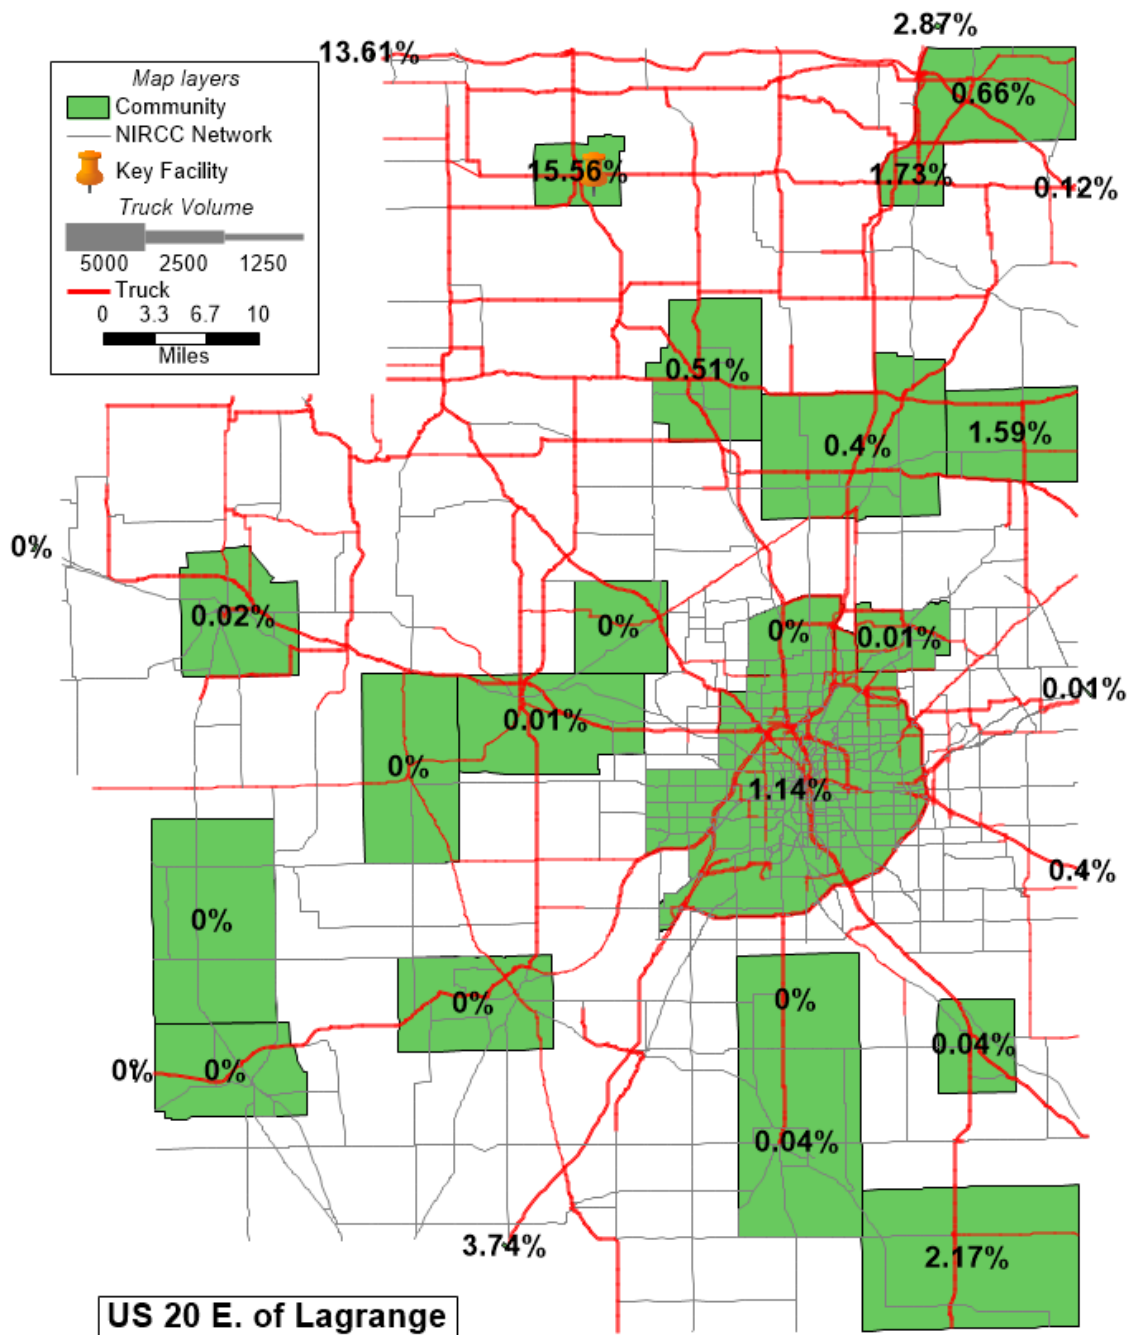 2.87%
13.61%
Map layers
Community
NIRCC Network
Key Facility
Truck Volume
5000 2500 1250
Truck
0 3.3 6.7 10
Miles
0.66%
15.56%
1.73%
0.12%
0.51%
0.4%
1.59%
0%
0.02%
0%
0%
0.01%
0.01%
0.01%
0%
1.14%
0.4%
0%
0%
0%
0.04%
0%
0%
0.04%
3.74%
2.17%
US 20 E. of Lagrange